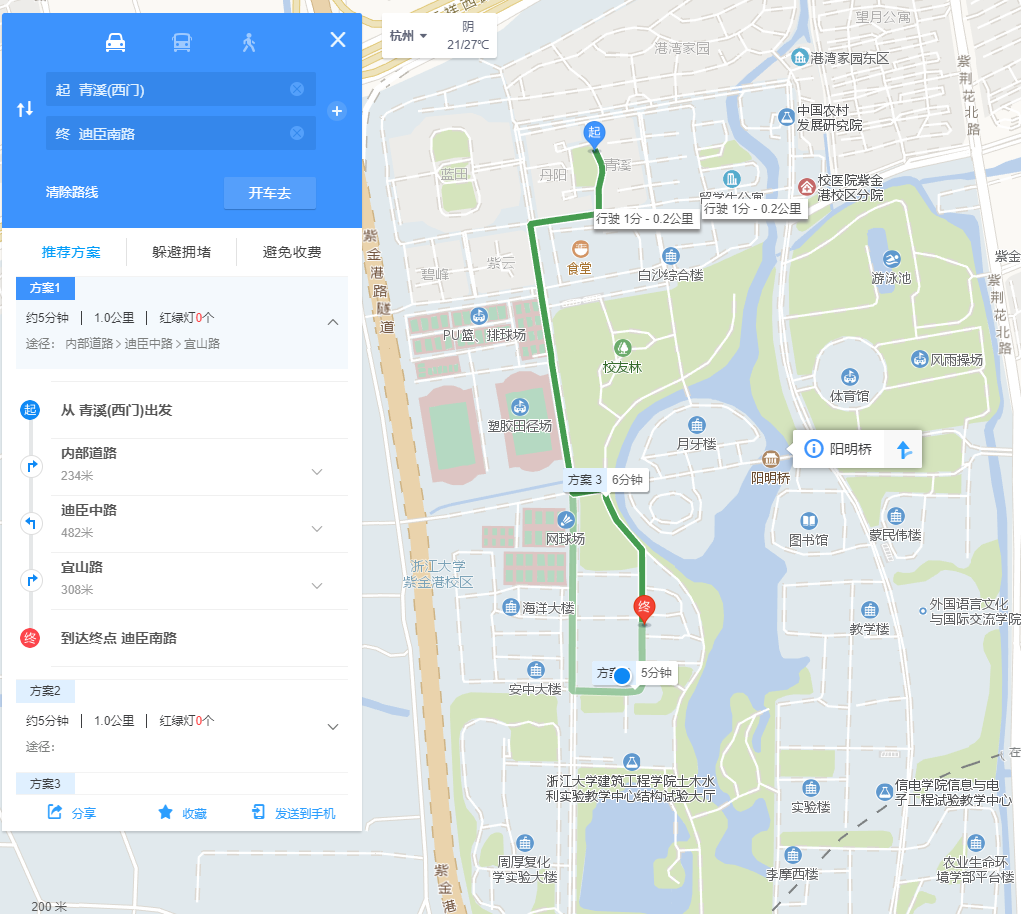 起 青溪(西门)
终 迪臣南路
清除路线
开车去
推荐方案
躲避拥堵
避免收费
方案1
约5分钟 | 1.0公里 | 红绿灯0个
途径: 内部道路 > 迪臣中路 > 宜山路
起 从 青溪(西门)出发
内部道路
234米
迪臣中路
482米
宜山路
308米
终 到达终点 迪臣南路
方案2
约5分钟 | 1.0公里 | 红绿灯0个
途径:
方案3
分享
收藏
发送到手机
200 米
杭州
阴
21/27℃
望月公寓
港湾家园
港湾家园东区
紫荆花北路
中国农村
发展研究院
起
蓝田
丹阳
青溪
留学生公寓
校医院紫金
港校区分院
行驶 1分 - 0.2公里
行驶 1分 - 0.2公里
紫金港路隧道
碧峰
紫云
食堂
白沙综合楼
游泳池
紫金
紫荆花北路
PU篮、排球场
校友林
风雨操场
体育馆
塑胶田径场
月牙楼
阳明桥
阳明桥
方案 3
6分钟
网球场
图书馆
蒙民伟楼
浙江大学
紫金港校区
海洋大楼
终
外国语言文化
与国际交流学院
教学楼
安中大楼
5分钟
浙江大学建筑工程学院土木水
利实验教学中心结构试验大厅
在
实验楼
信电学院信息与电
子工程试验教学中心
周厚复化
学实验大楼
李摩西楼
农业生命环
境学部平台楼
紫金港